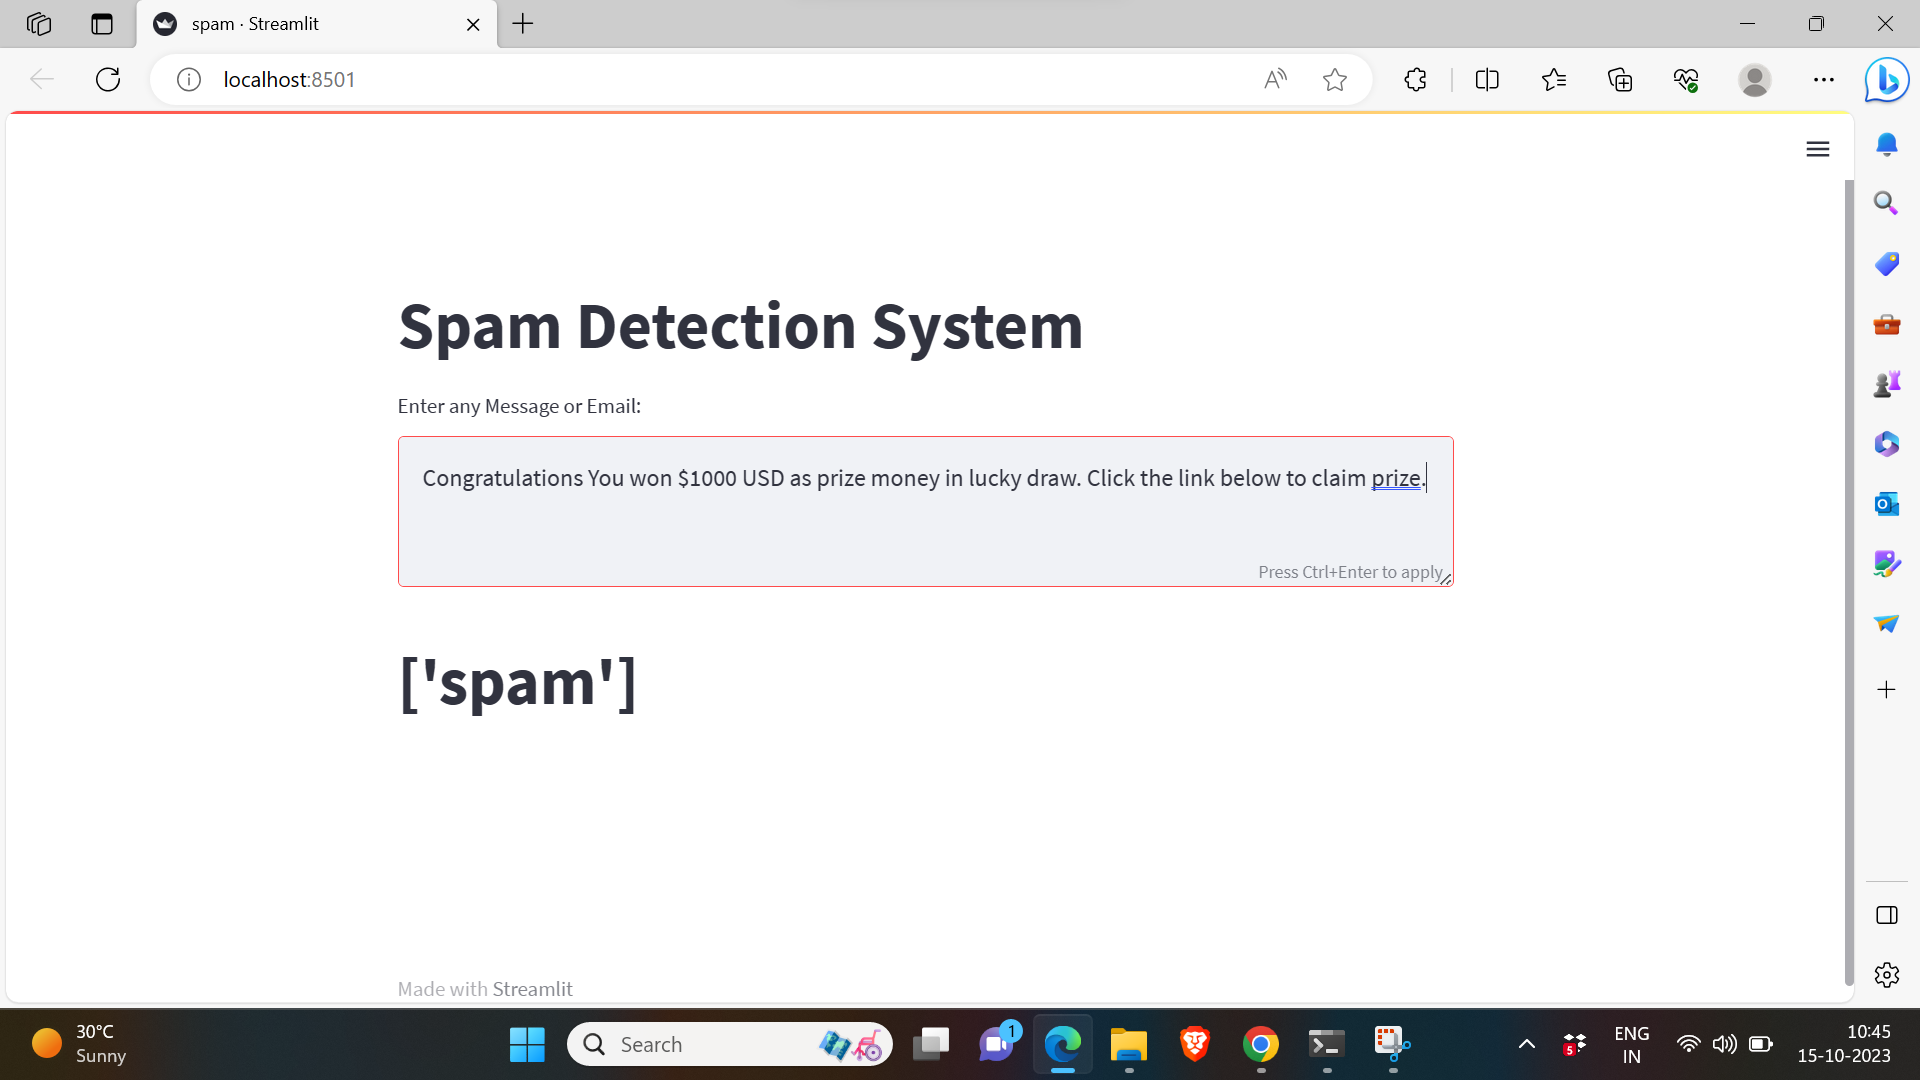 spam · Streamlit
localhost:8501
Spam Detection System
Enter any Message or Email:
Congratulations You won $1000 USD as prize money in lucky draw. Click the link below to claim prize.
Press Ctrl+Enter to apply
['spam']
Made with Streamlit
30°C
Sunny
Search
1
5
ENG
IN
10:45
15-10-2023